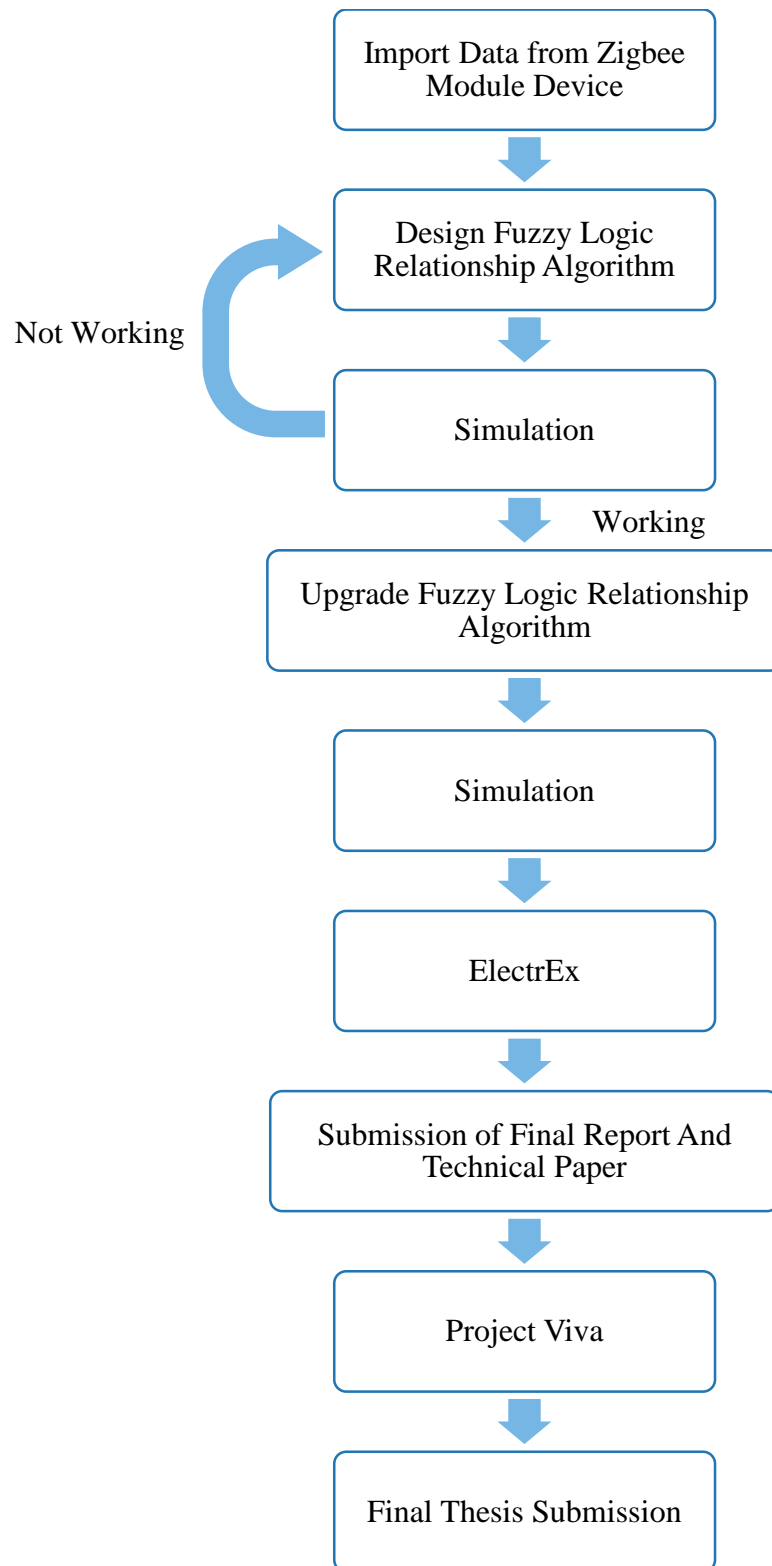 Import Data from Zigbee
Module Device
Design Fuzzy Logic
Relationship Algorithm
Not Working
Simulation
Working
Upgrade Fuzzy Logic Relationship
Algorithm
Simulation
ElectrEx
Submission of Final Report And
Technical Paper
Project Viva
Final Thesis Submission